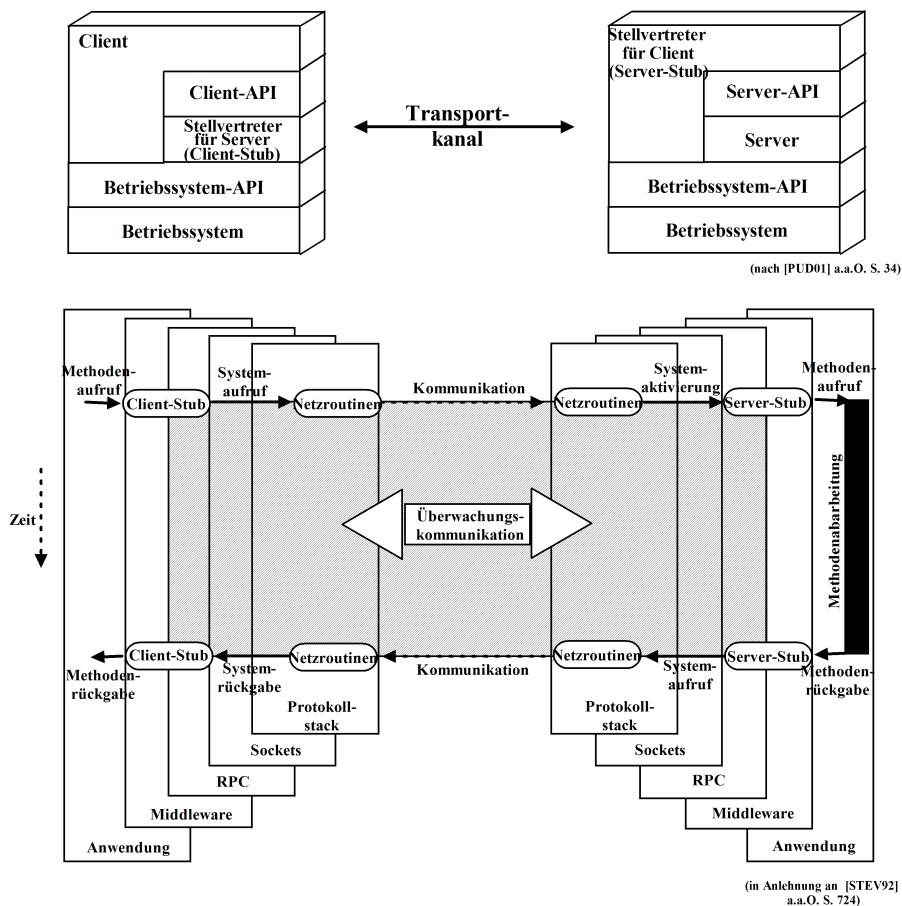 Client
Client-API
Stellvertreter
für Server
(Client-Stub)
Betriebssystem-API
Betriebssystem
Transport-
kanal
Stellvertreter
für Client
(Server-Stub)
Server-API
Server
Betriebssystem-API
Betriebssystem
(nach [PUD01] a.a.O. S. 34)
Methoden-
aufruf
Client-Stub
System-
aufruf
Netzroutinen
Kommunikation
Netzroutinen
System-
aktivierung
Server-Stub
Methoden-
aufruf
Zeit
Überwachungs-
kommunikation
Methodenabarbeitung
Methoden-
rückgabe
Client-Stub
System-
rückgabe
Netzroutinen
Kommunikation
Netzroutinen
System-
aufruf
Server-Stub
Methoden-
rückgabe
Protokoll-
stack
Sockets
RPC
Middleware
Anwendung
Protokoll-
stack
Sockets
RPC
Middleware
Anwendung
(in Anlehnung an [STEV92]
a.a.O. S. 724)